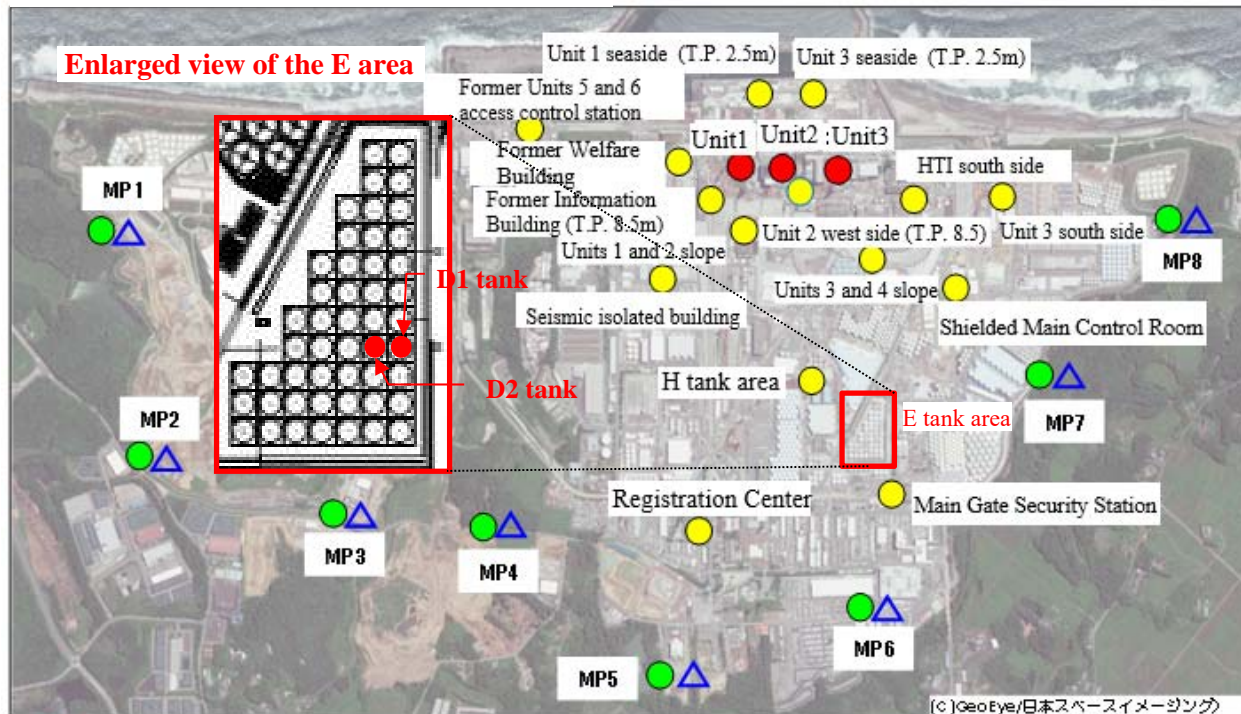 Enlarged view of the E area
Unit 1 seaside (T.P. 2.5m)
Unit 3 seaside (T.P. 2.5m)
Former Units 5 and 6
access control station
Former Welfare
Building
Former Information
Building (T.P. 8.5m)
Units 1 and 2 slope
Seismic isolated building
Unit1
Unit2
:Unit3
HTI south side
Unit 2 west side (T.P. 8.5)
Unit 3 south side
Units 3 and 4 slope
Shielded Main Control Room
D1 tank
D2 tank
H tank area
E tank area
Registration Center
Main Gate Security Station
MP1
MP2
MP3
MP4
MP5
MP6
MP7
MP8
(C)GeoEye/日本スペースイメージング)